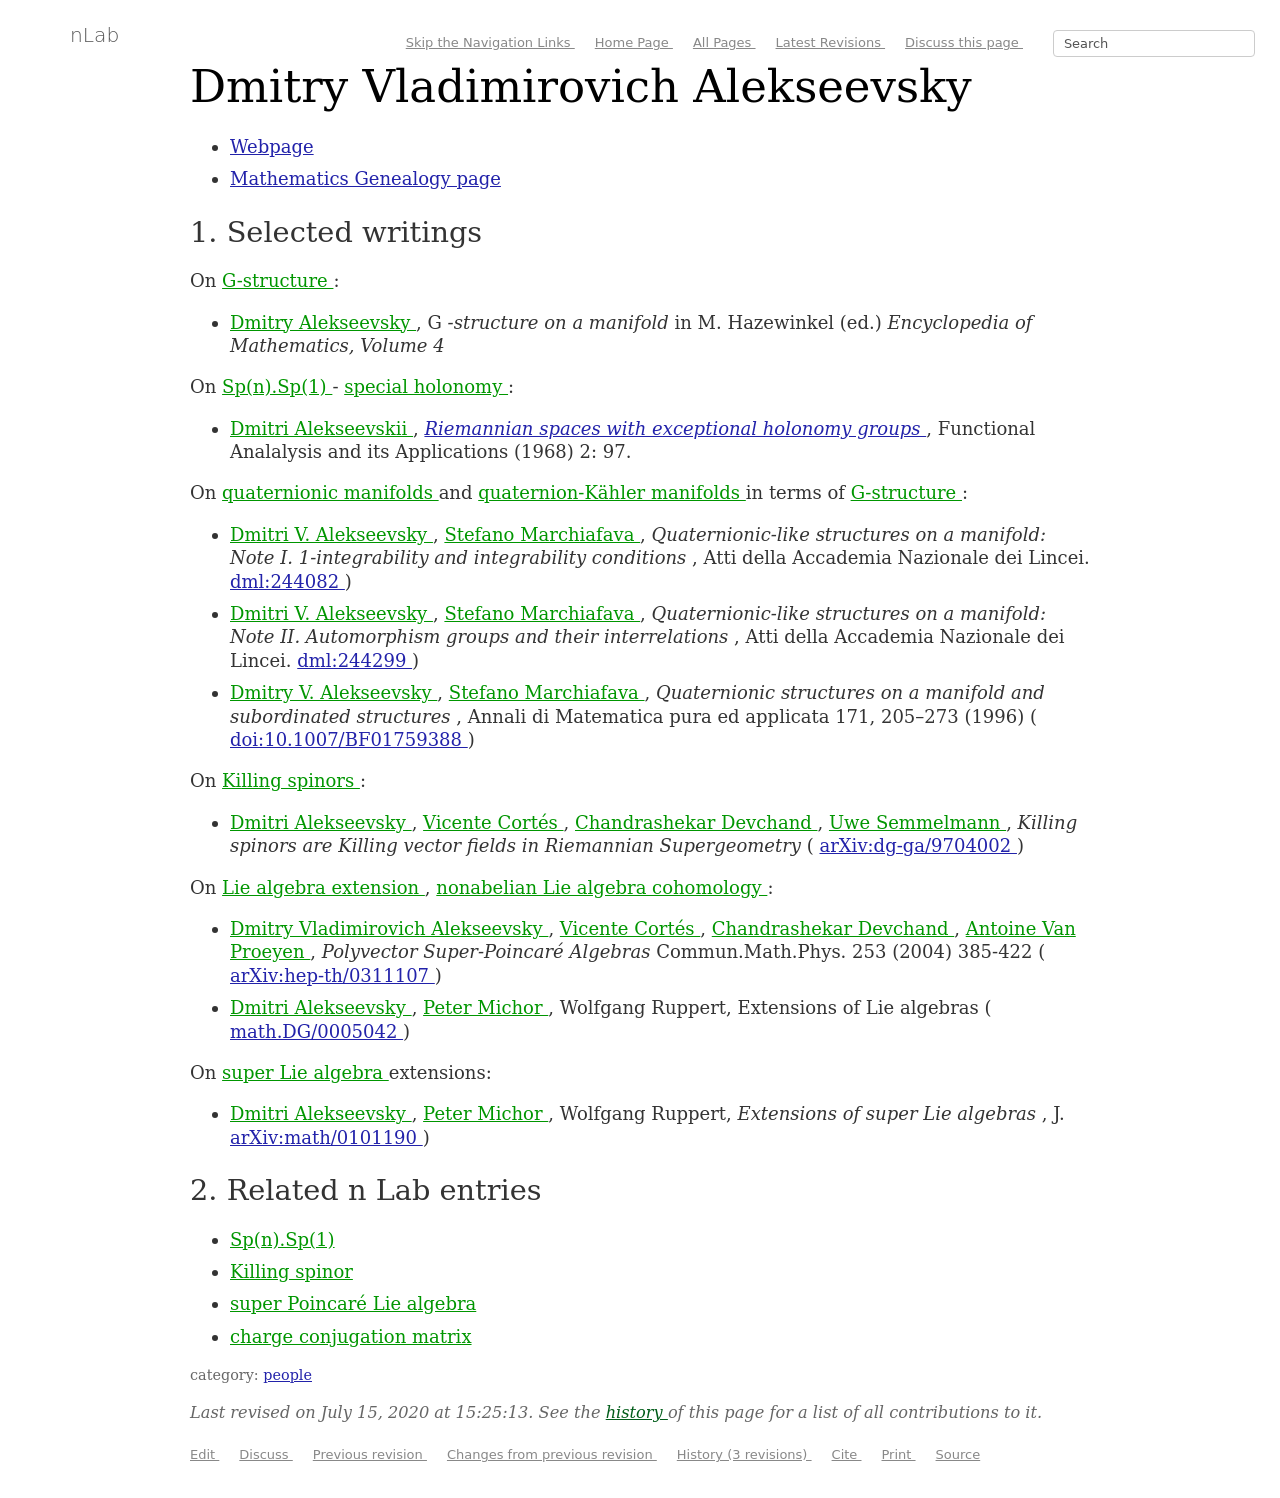 nLab
Skip the Navigation Links Home Page All Pages Latest Revisions Discuss this page Search
Dmitry Vladimirovich Alekseevsky
Webpage
Mathematics Genealogy page
1. Selected writings
On G-structure :
Dmitry Alekseevsky , G -structure on a manifold in M. Hazewinkel (ed.) Encyclopedia of
Mathematics, Volume 4
On Sp(n).Sp(1) - special holonomy :
Dmitri Alekseevskii , Riemannian spaces with exceptional holonomy groups , Functional
Analalysis and its Applications (1968) 2: 97.
On quaternionic manifolds and quaternion-Kähler manifolds in terms of G-structure :
Dmitri V. Alekseevsky , Stefano Marchiafava , Quaternionic-like structures on a manifold:
Note I. 1-integrability and integrability conditions , Atti della Accademia Nazionale dei Lincei.
dml:244082 )
Dmitri V. Alekseevsky , Stefano Marchiafava , Quaternionic-like structures on a manifold:
Note II. Automorphism groups and their interrelations , Atti della Accademia Nazionale dei
Lincei. dml:244299 )
Dmitry V. Alekseevsky , Stefano Marchiafava , Quaternionic structures on a manifold and
subordinated structures , Annali di Matematica pura ed applicata 171, 205–273 (1996) (
doi:10.1007/BF01759388 )
On Killing spinors :
Dmitri Alekseevsky , Vicente Cortés , Chandrashekar Devchand , Uwe Semmelmann , Killing
spinors are Killing vector fields in Riemannian Supergeometry ( arXiv:dg-ga/9704002 )
On Lie algebra extension , nonabelian Lie algebra cohomology :
Dmitry Vladimirovich Alekseevsky , Vicente Cortés , Chandrashekar Devchand , Antoine Van
Proeyen , Polyvector Super-Poincaré Algebras Commun.Math.Phys. 253 (2004) 385-422 (
arXiv:hep-th/0311107 )
Dmitri Alekseevsky , Peter Michor , Wolfgang Ruppert, Extensions of Lie algebras (
math.DG/0005042 )
On super Lie algebra extensions:
Dmitri Alekseevsky , Peter Michor , Wolfgang Ruppert, Extensions of super Lie algebras , J.
arXiv:math/0101190 )
2. Related n Lab entries
Sp(n).Sp(1)
Killing spinor
super Poincaré Lie algebra
charge conjugation matrix
category: people
Last revised on July 15, 2020 at 15:25:13. See the history of this page for a list of all contributions to it.
Edit Discuss Previous revision Changes from previous revision History (3 revisions) Cite Print Source